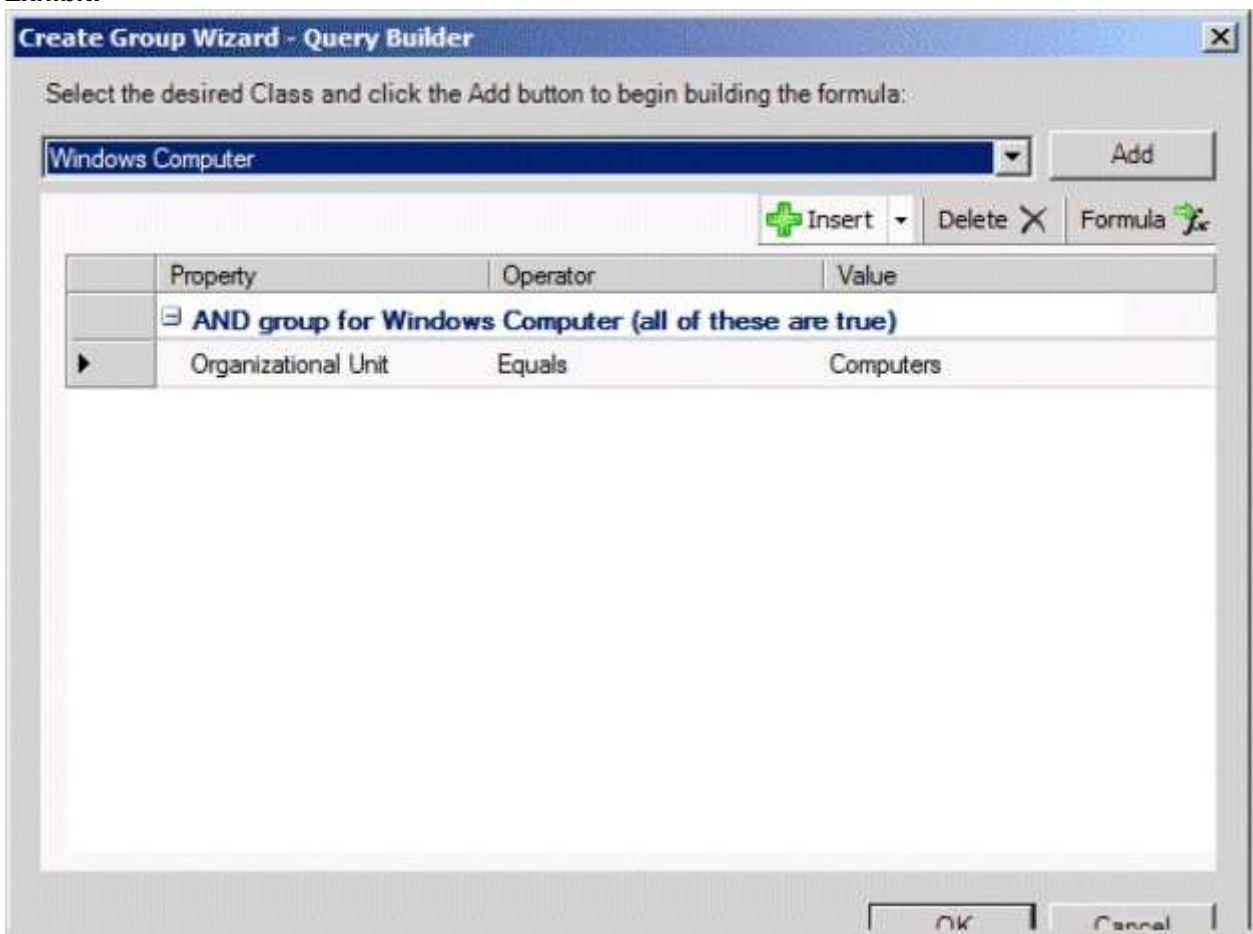 Create Group Wizard - Query Builder
Select the desired Class and click the Add button to begin building the formula:
Windows Computer
Add
Insert Delete Formula
Property Operator Value
AND group for Windows Computer (all of these are true)
Organizational Unit Equals Computers
OK Cancel